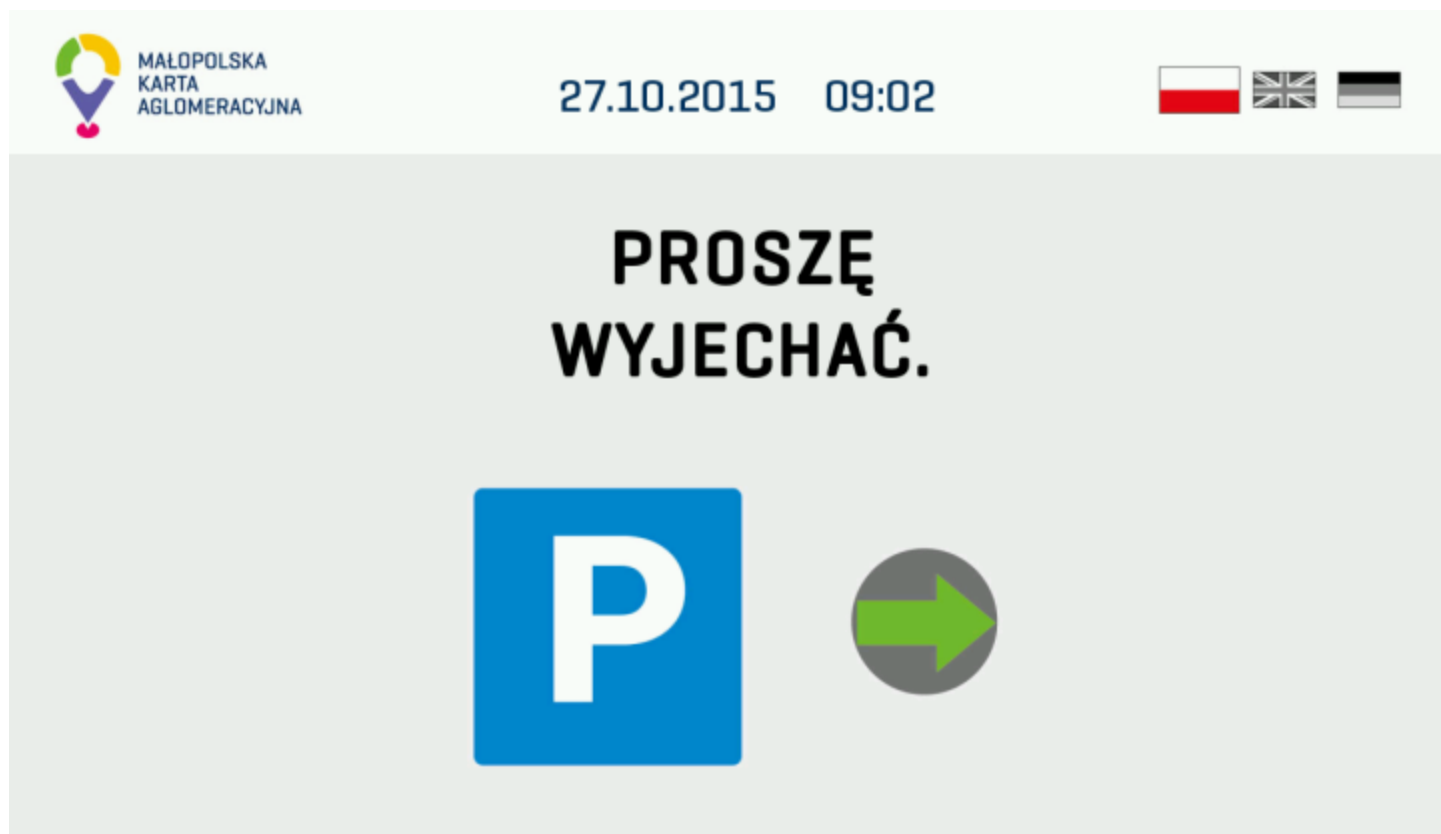 MAŁOPOLSKA
KARTA
AGLOMERACYJNA
27.10.2015 09:02
PROSZĘ
WYJECHAĆ.
P